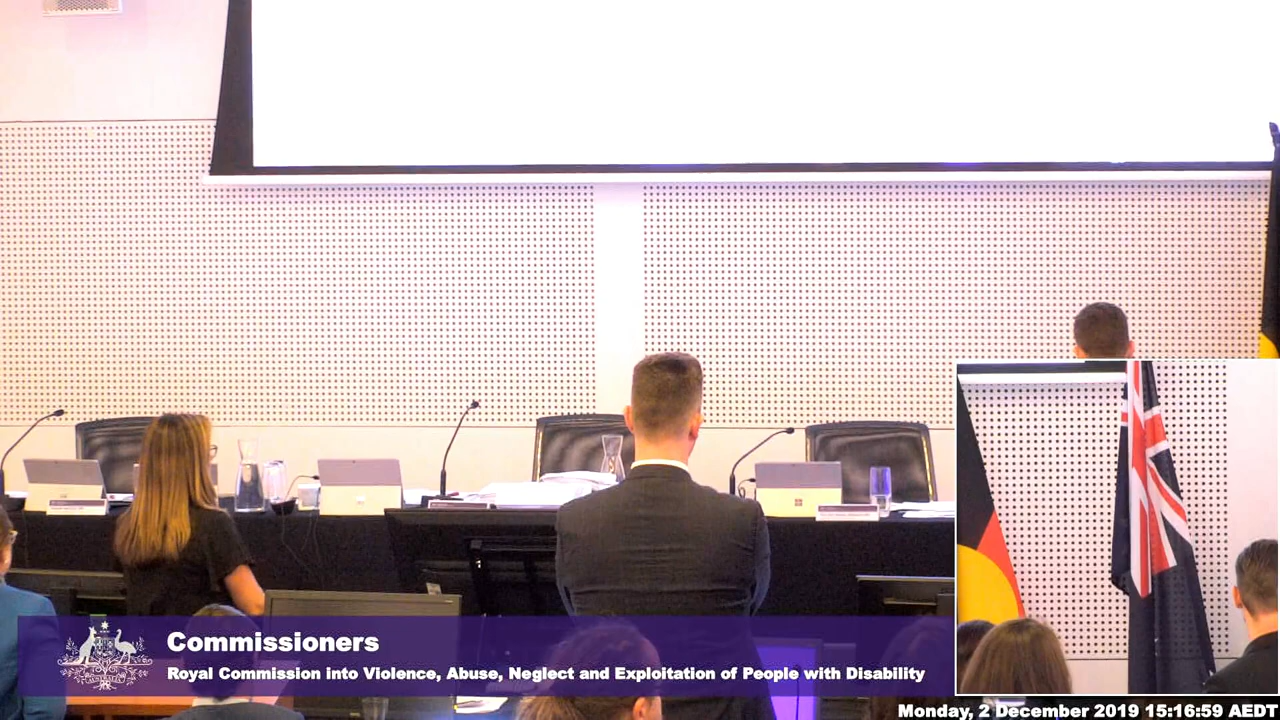 Commissioners
Royal Commission into Violence, Abuse, Neglect and Exploitation of People with Disability
Monday, 2 December 2019 15:16:59 AEDT